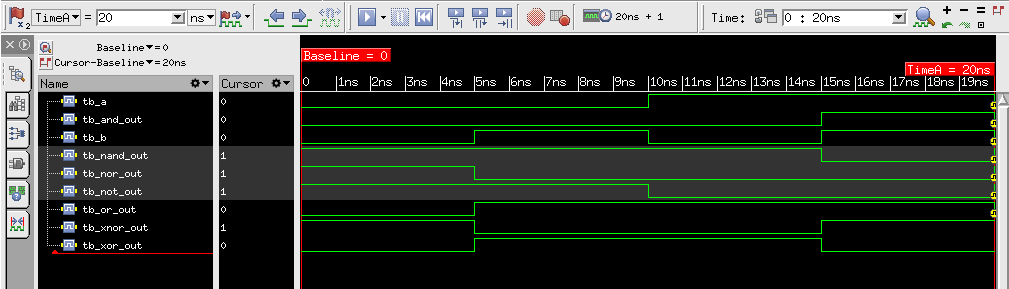 x₂ TimeA = 20 ns 20ns + 1 Time: 0 : 20ns
Baseline = 0
Cursor-Baseline = 20ns
Baseline = 0
TimeA = 20ns
Name Cursor 0 1ns 2ns 3ns 4ns 5ns 6ns 7ns 8ns 9ns 10ns 11ns 12ns 13ns 14ns 15ns 16ns 17ns 18ns 19ns
tb_a 0
tb_and_out 0
tb_b 0
tb_nand_out 1
tb_nor_out 1
tb_not_out 1
tb_or_out 0
tb_xnor_out 1
tb_xor_out 0